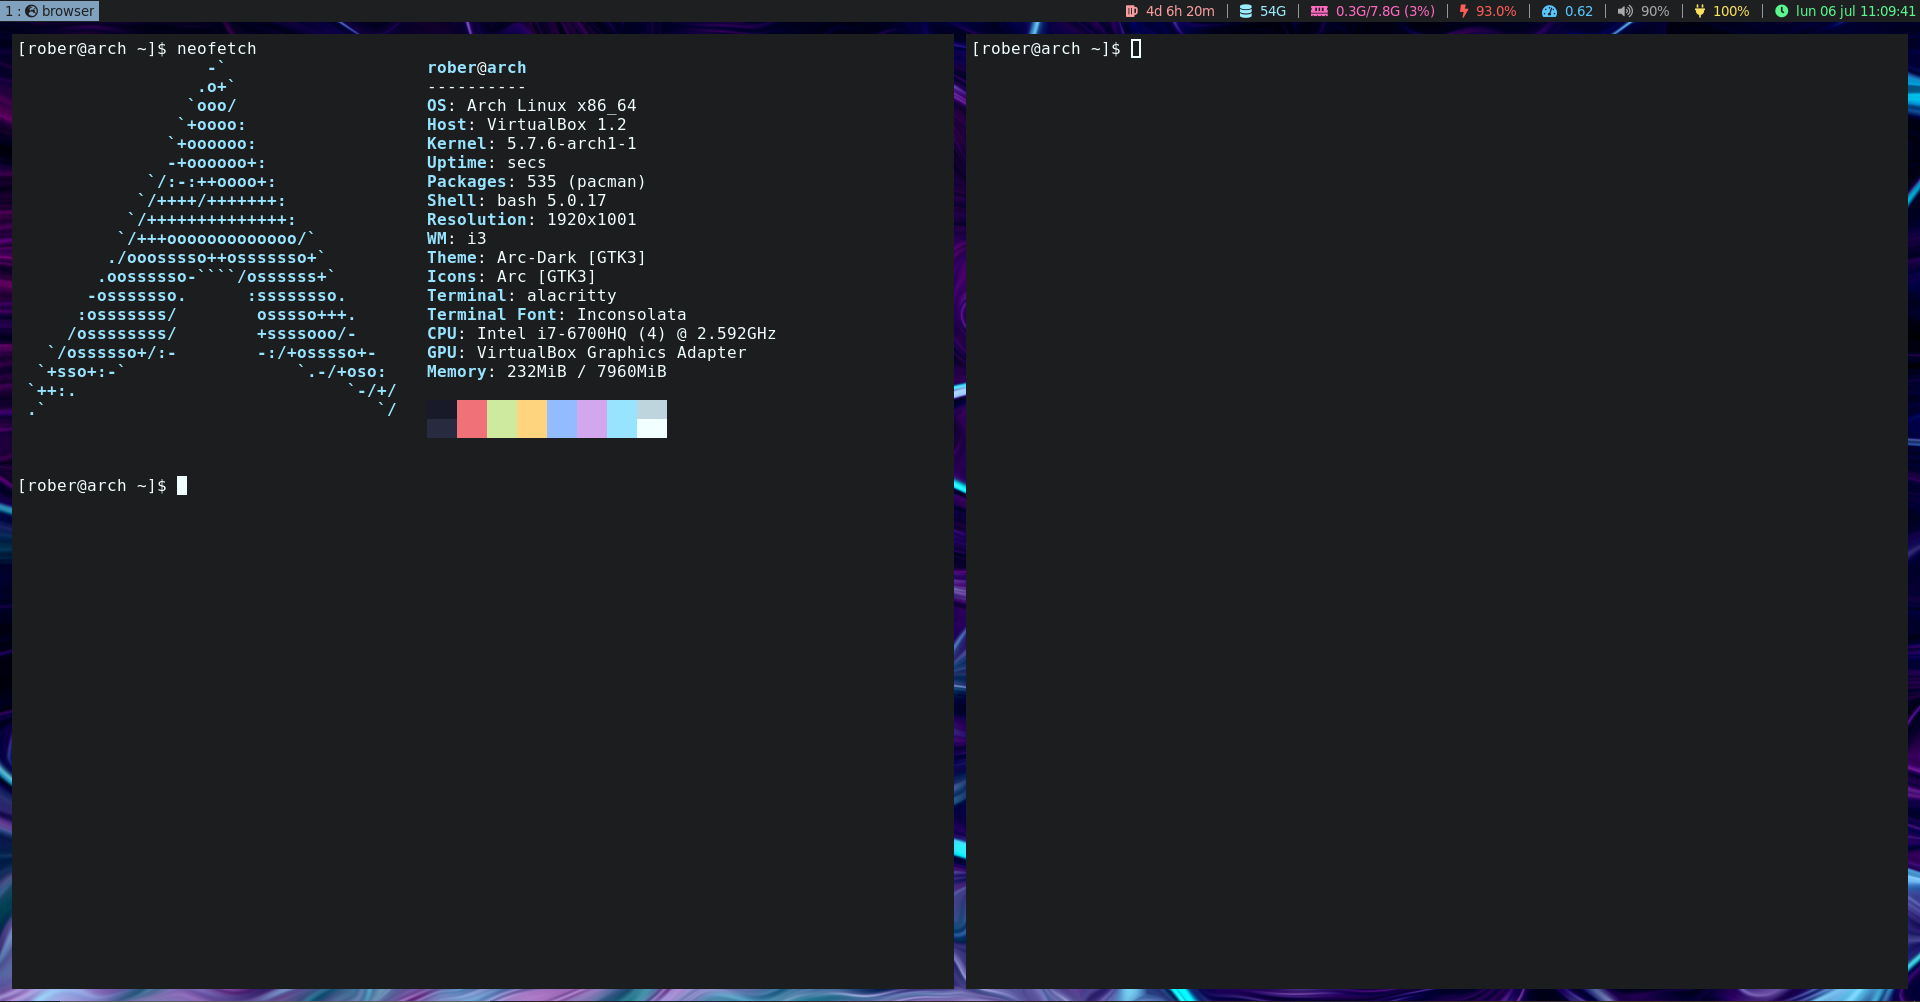 1 : browser
4d 6h 20m | 54G | 0.3G/7.8G (3%) | 93.0% | 0.62 | 90% | 100% | lun 06 jul 11:09:41
[rober@arch ~]$ neofetch
                   -`                    rober@arch
                  .o+`                   ----------
                 `ooo/                   OS: Arch Linux x86_64
                `+oooo:                  Host: VirtualBox 1.2
               `+oooooo:                 Kernel: 5.7.6-arch1-1
               -+oooooo+:                Uptime: secs
             `/:-:++oooo+:               Packages: 535 (pacman)
            `/++++/+++++++:              Shell: bash 5.0.17
           `/++++++++++++++:             Resolution: 1920x1001
          `/+++ooooooooooooo/`           WM: i3
         ./ooosssso++osssssso+`          Theme: Arc-Dark [GTK3]
        .oossssso-````/ossssss+`         Icons: Arc [GTK3]
       -osssssso.      :ssssssso.        Terminal: alacritty
      :osssssss/        osssso+++.       Terminal Font: Inconsolata
     /ossssssss/        +ssssooo/-       CPU: Intel i7-6700HQ (4) @ 2.592GHz
   `/ossssso+/:-        -:/+osssso+-     GPU: VirtualBox Graphics Adapter
  `+sso+:-`                 `.-/+oso:    Memory: 232MiB / 7960MiB
 `++:.                           `-/+/
 .`                                 `/
[rober@arch ~]$
[rober@arch ~]$